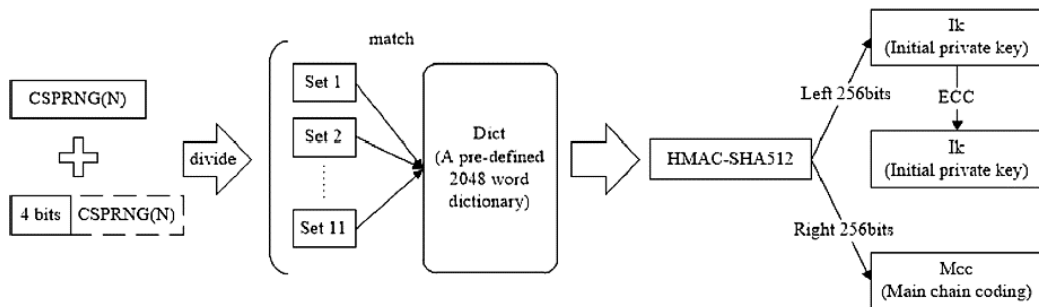 CSPRNG(N)
4 bits
CSPRNG(N)
divide
match
Set 1
Set 2
Set 11
Dict
(A pre-defined
2048 word
dictionary)
HMAC-SHA512
Left 256bits
Right 256bits
Ik
(Initial private key)
ECC
Ik
(Initial private key)
Mcc
(Main chain coding)